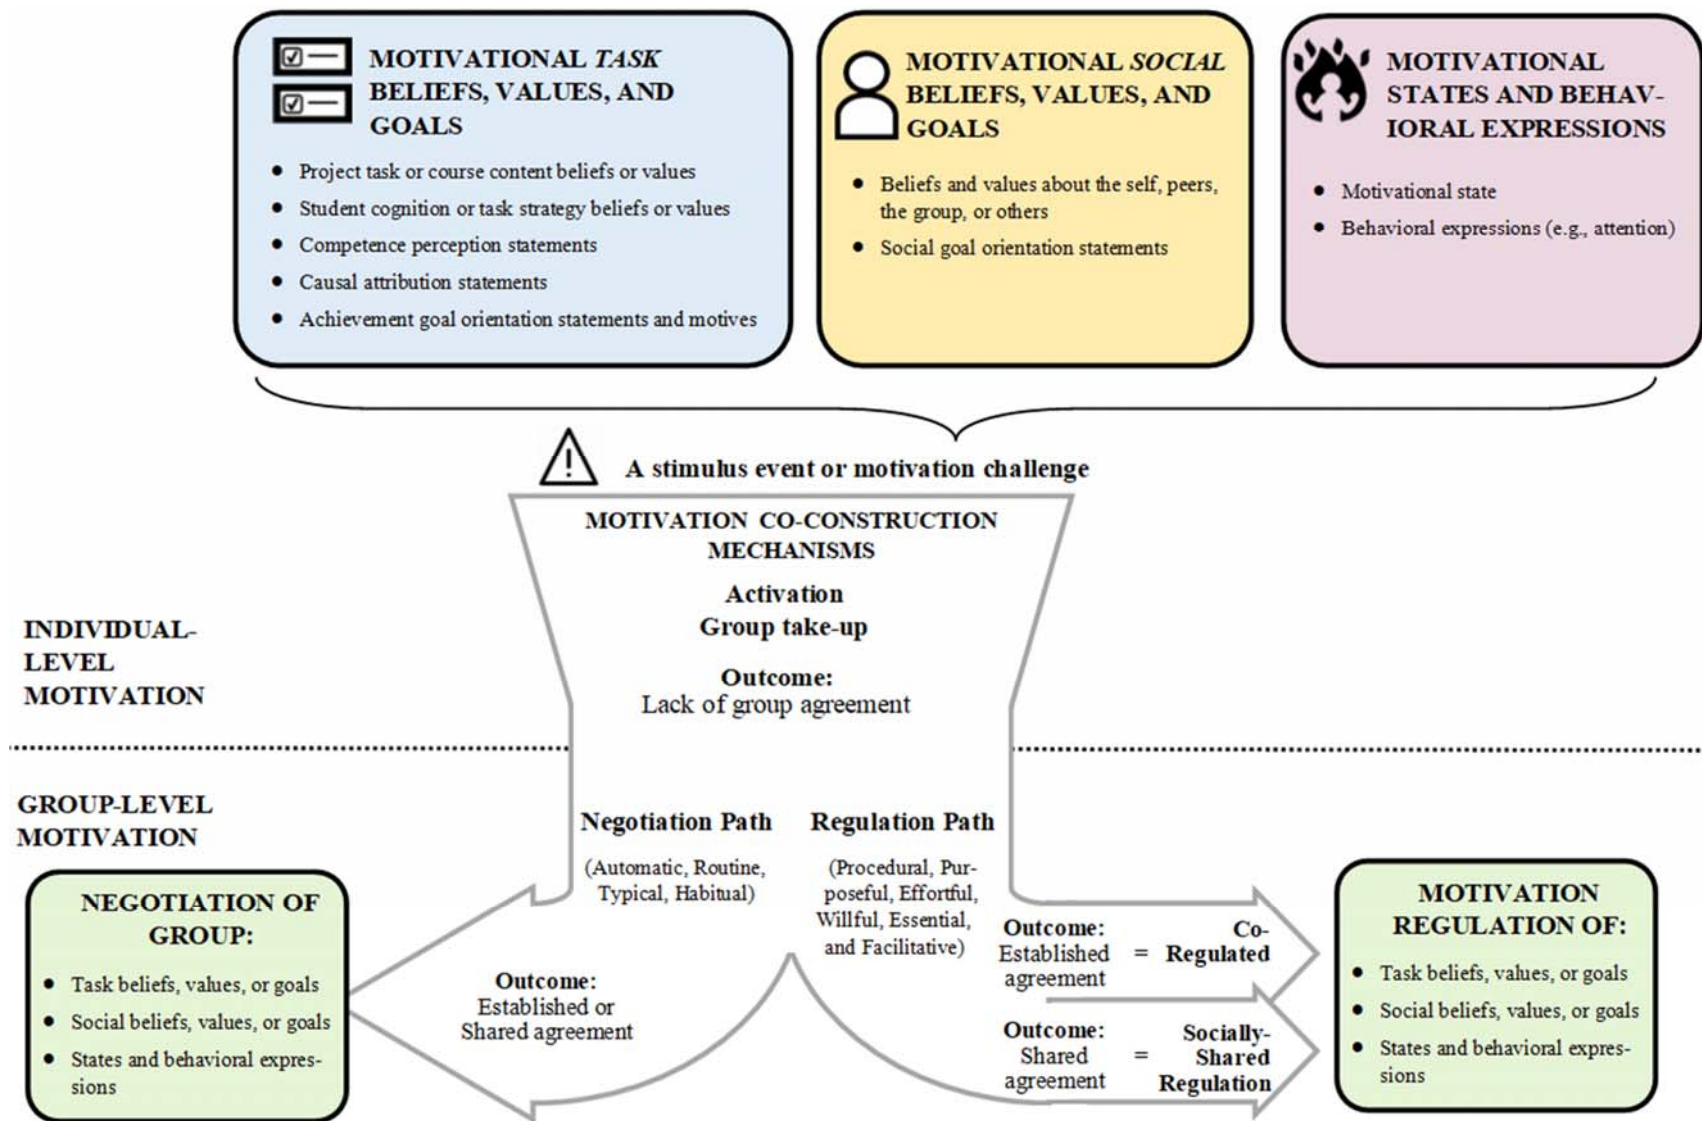 MOTIVATIONAL TASK
BELIEFS, VALUES, AND
GOALS
● Project task or course content beliefs or values
● Student cognition or task strategy beliefs or values
● Competence perception statements
● Causal attribution statements
● Achievement goal orientation statements and motives
MOTIVATIONAL SOCIAL
BELIEFS, VALUES, AND
GOALS
● Beliefs and values about the self, peers,
the group, or others
● Social goal orientation statements
MOTIVATIONAL
STATES AND BEHAV-
IORAL EXPRESSIONS
● Motivational state
● Behavioral expressions (e.g., attention)
A stimulus event or motivation challenge
MOTIVATION CO-CONSTRUCTION
MECHANISMS
Activation
Group take-up
Outcome:
Lack of group agreement
INDIVIDUAL-
LEVEL
MOTIVATION
GROUP-LEVEL
MOTIVATION
Negotiation Path
(Automatic, Routine,
Typical, Habitual)
Regulation Path
(Procedural, Pur-
poseful, Effortful,
Willful, Essential,
and Facilitative)
NEGOTIATION OF
GROUP:
● Task beliefs, values, or goals
● Social beliefs, values, or goals
● States and behavioral expres-
sions
Outcome:
Established or
Shared agreement
Outcome:
Established
agreement
=
Co-
Regulated
Outcome:
Shared
agreement
=
Socially-
Shared
Regulation
MOTIVATION
REGULATION OF:
● Task beliefs, values, or goals
● Social beliefs, values, or goals
● States and behavioral expres-
sions